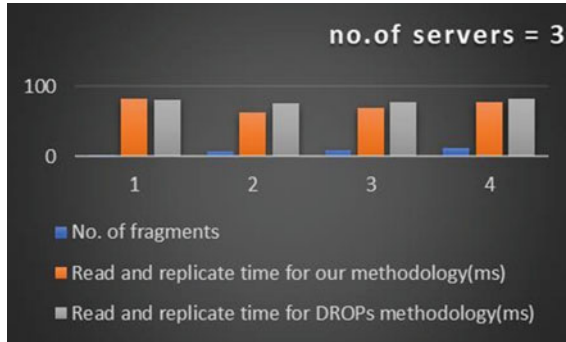 no.of servers = 3
100
0
1 2 3 4
No. of fragments
Read and replicate time for our methodology(ms)
Read and replicate time for DROPs methodology(ms)